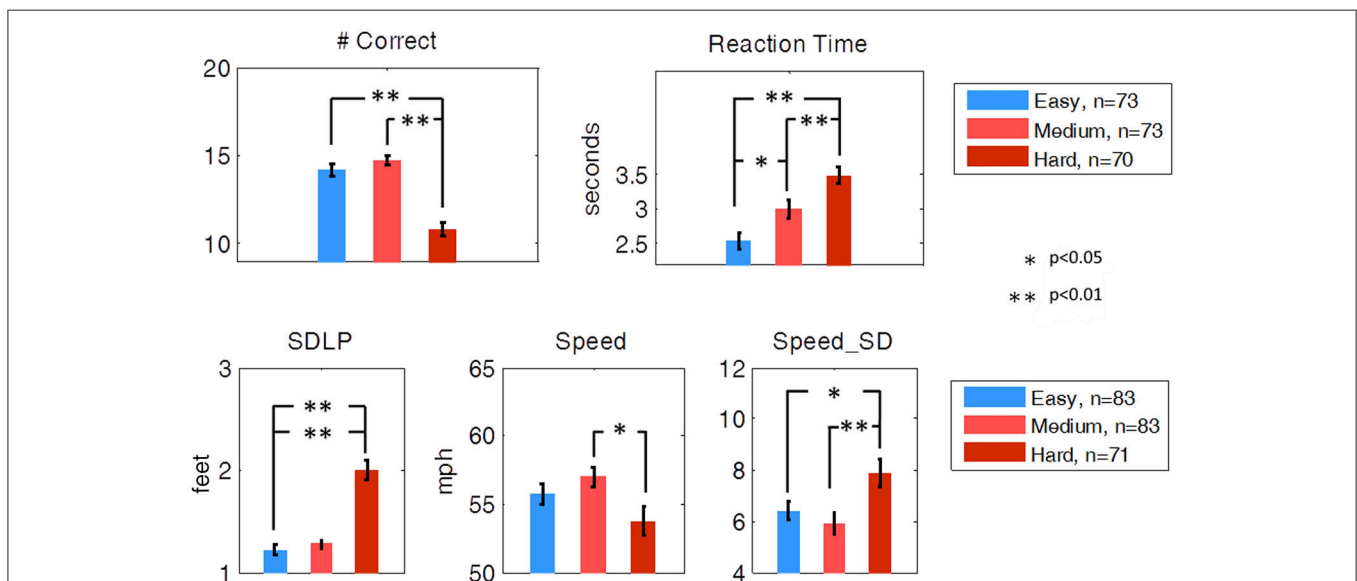 # Correct
20
15
10
**
**
Reaction Time
seconds
3.5
3
2.5
**
**
*
Easy, n=73
Medium, n=73
Hard, n=70
* p<0.05
** p<0.01
SDLP
feet
3
2
1
**
**
Speed
mph
65
60
55
50
*
Speed_SD
12
10
8
6
4
*
**
Easy, n=83
Medium, n=83
Hard, n=71